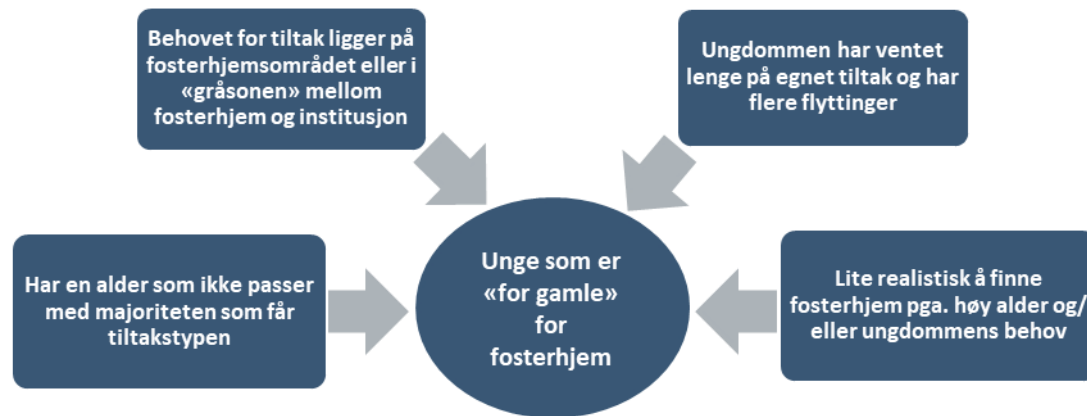 Behovet for tiltak ligger på
fosterhjemsområdet eller i
«gråsonen» mellom
fosterhjem og institusjon
Ungdommen har ventet
lenge på egnet tiltak og har
flere flyttinger
Har en alder som ikke passer
med majoriteten som får
tiltakstypen
Unge som er
«for gamle»
for
fosterhjem
Lite realistisk å finne
fosterhjem pga. høy alder og/
eller ungdommens behov